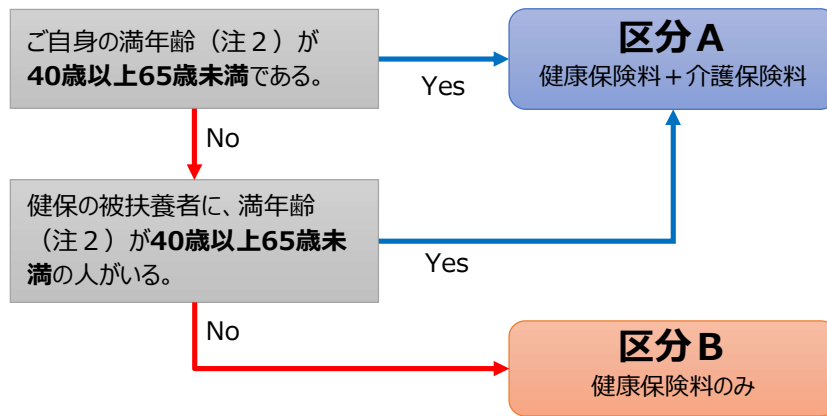 ご自身の満年齢（注２）が
40歳以上65歳未満である。
Yes
区分Ａ
健康保険料＋介護保険料
No
健保の被扶養者に、満年齢
（注２）が40歳以上65歳未
満の人がいる。
Yes
No
区分Ｂ
健康保険料のみ